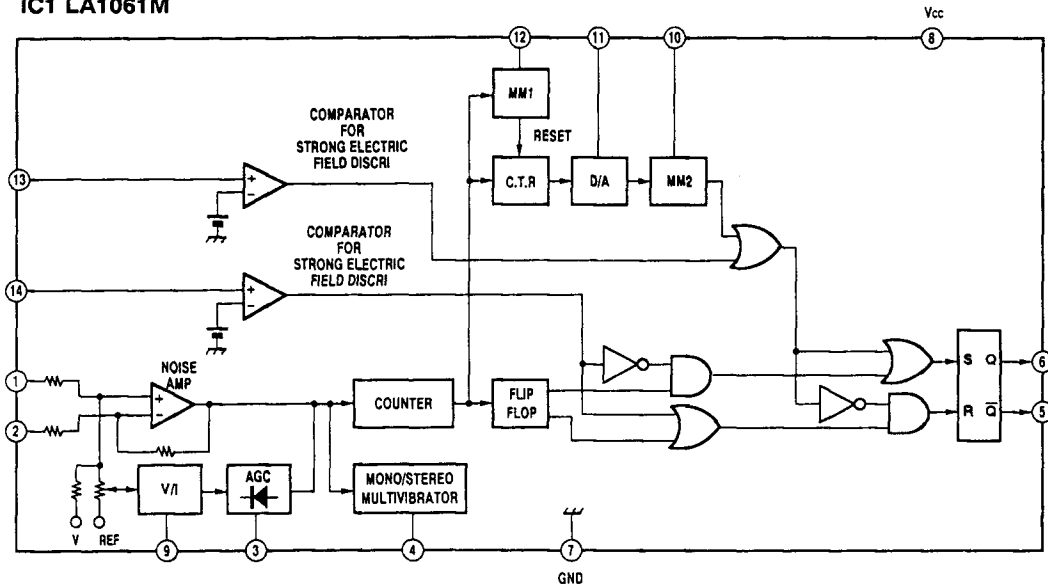 IC1 LA1061M
Vcc
12
11
10
8
MM1
COMPARATOR
FOR
STRONG ELECTRIC
FIELD DISCRI
RESET
13
+
−
C.T.R
D/A
MM2
COMPARATOR
FOR
STRONG ELECTRIC
FIELD DISCRI
14
+
−
NOISE
AMP
1
+
−
2
COUNTER
FLIP
FLOP
S Q
R Q̅
6
5
V/I
AGC
MONO/STEREO
MULTIVIBRATOR
V
REF
9
3
4
7
GND